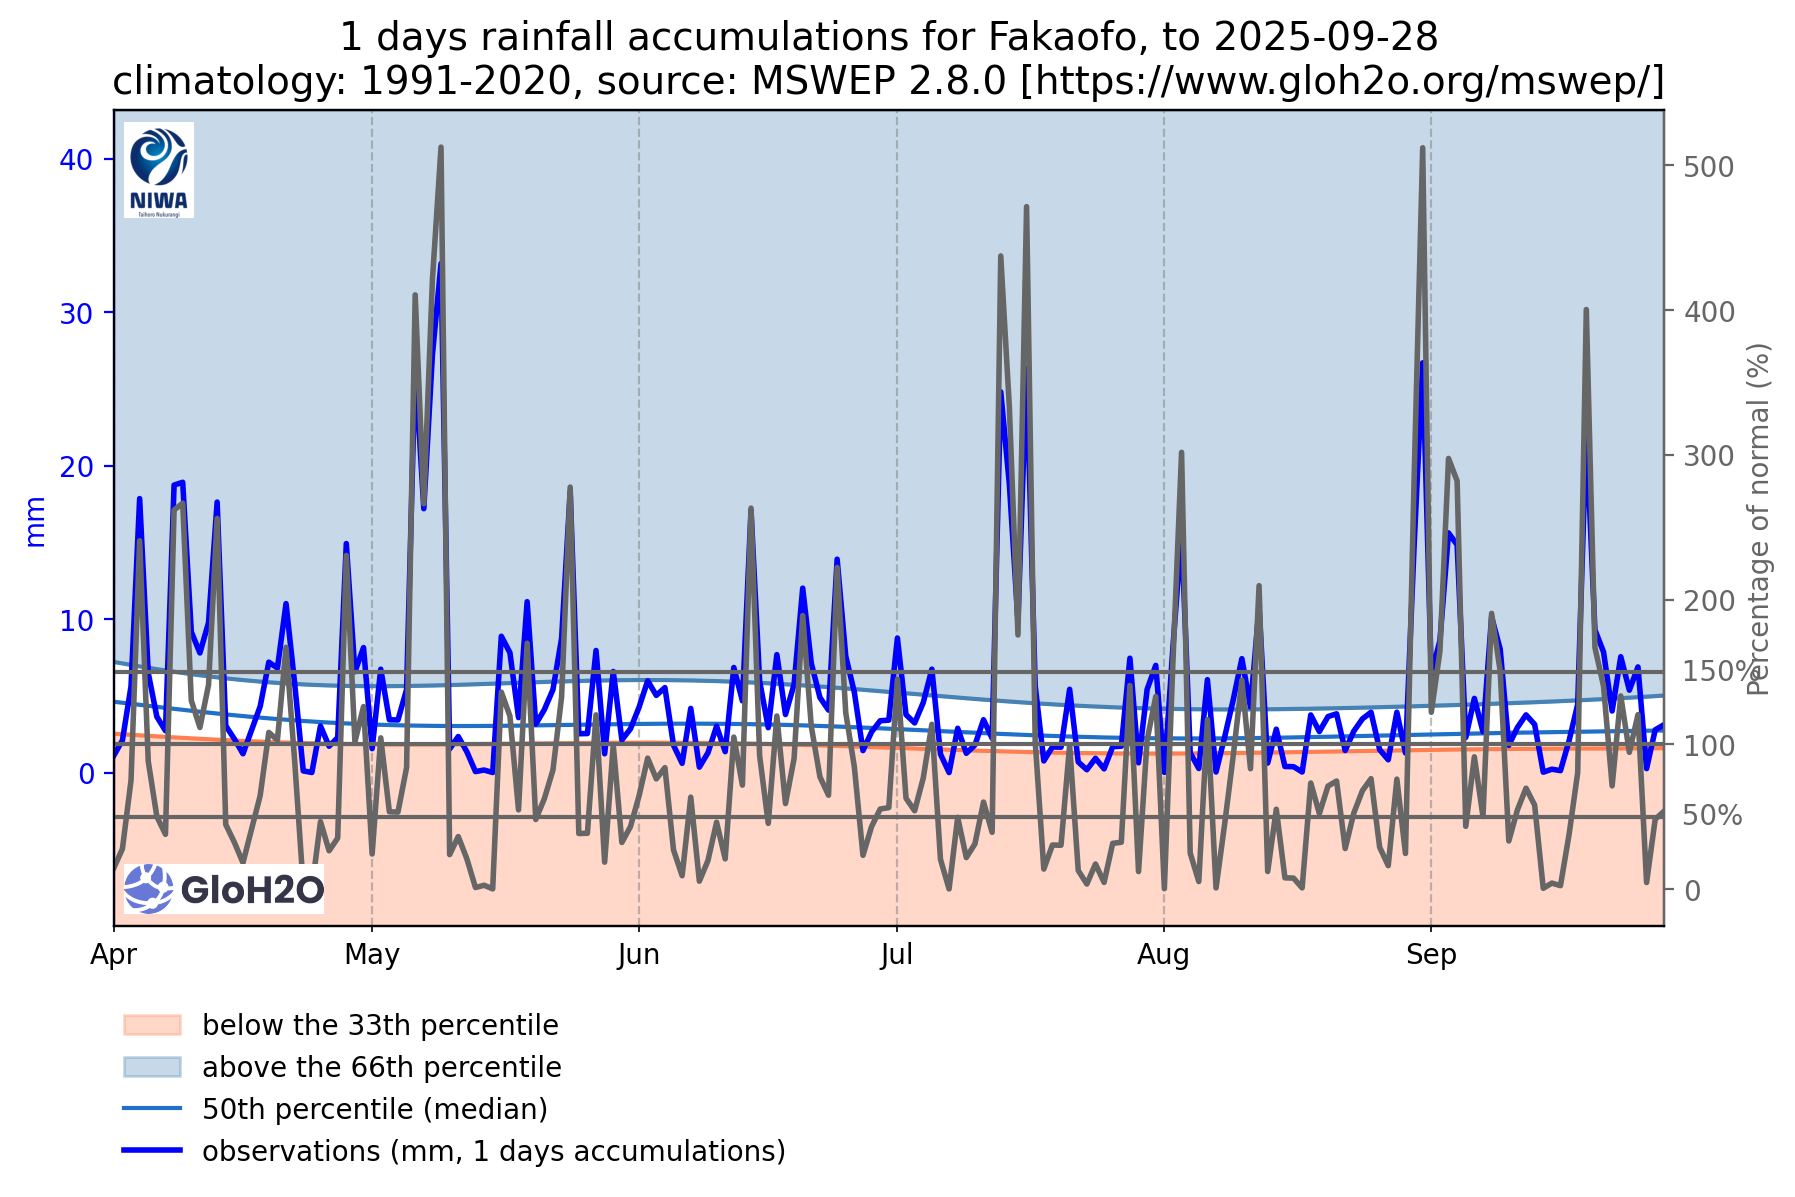 1 days rainfall accumulations for Fakaofo, to 2025-09-28
climatology: 1991-2020, source: MSWEP 2.8.0 [https://www.gloh2o.org/mswep/]
NIWA
Taihoro Nukurangi
40
30
20
10
0
mm
500
400
300
200
150%
100
50%
0
Percentage of normal (%)
GloH2O
Apr May Jun Jul Aug Sep
below the 33th percentile
above the 66th percentile
50th percentile (median)
observations (mm, 1 days accumulations)